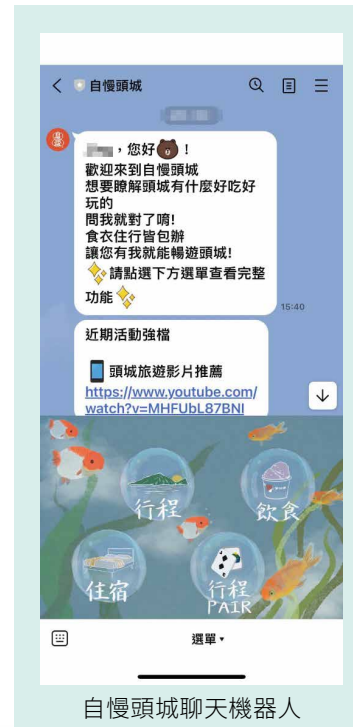 自慢頭城
，您好！
歡迎來到自慢頭城
想要瞭解頭城有什麼好吃好
玩的
問我就對了唷!
食衣住行皆包辦
讓您有我就能暢遊頭城!
請點選下方選單查看完整
功能
15:40
近期活動強檔
頭城旅遊影片推薦
https://www.youtube.com/
watch?v=MHFUbL87BNI
行程
飲食
住宿
行程
PAIR
選單
自慢頭城聊天機器人